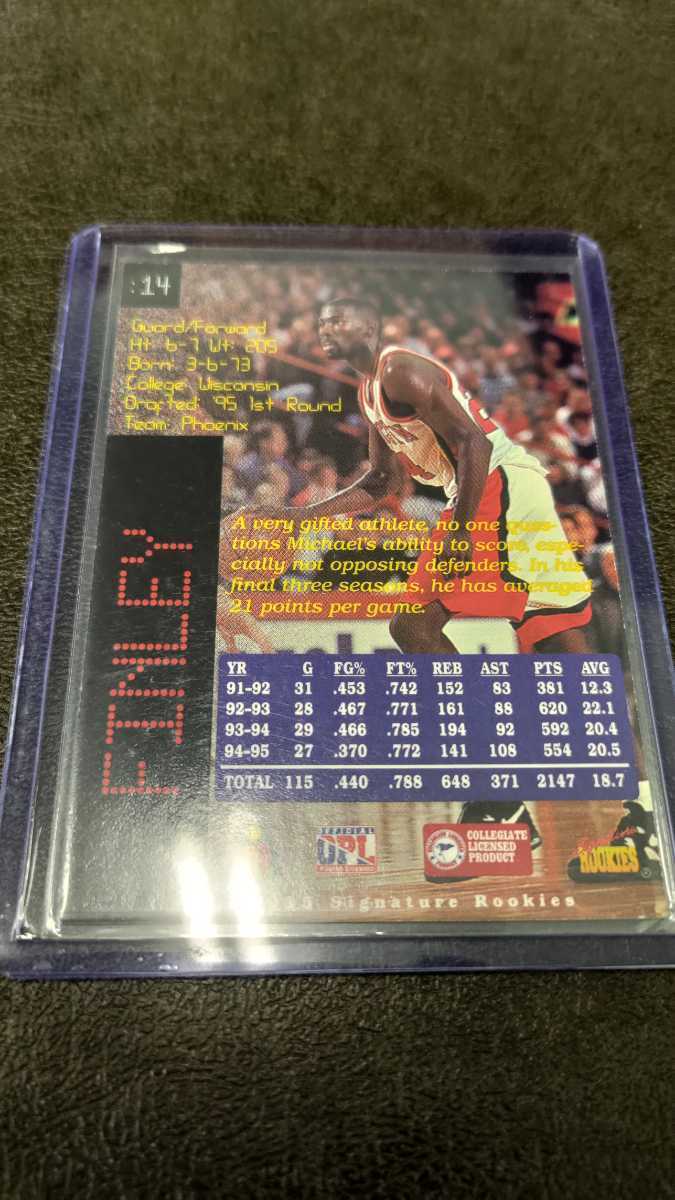 :14
Guard/Forward
Ht: 6-7 Wt: 205
Born: 3-6-73
College: Wisconsin
Drafted: '95 1st Round
Team: Phoenix
FINLEY
A very gifted athlete, no one ques-
tions Michael's ability to score, espe-
cially not opposing defenders. In his
final three seasons, he has averaged
21 points per game.
YR G FG% FT% REB AST PTS AVG
91-92 31 .453 .742 152 83 381 12.3
92-93 28 .467 .771 161 88 620 22.1
93-94 29 .466 .785 194 92 592 20.4
94-95 27 .370 .772 141 108 554 20.5
TOTAL 115 .440 .788 648 371 2147 18.7
OFFICIAL
OPL
COLLEGIATE
LICENSED
PRODUCT
ROOKIES
Signature Rookies